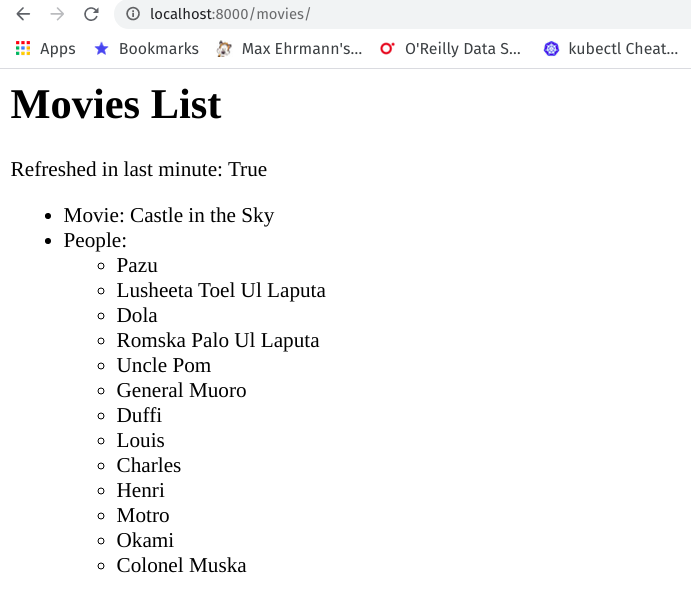 localhost:8000/movies/
Apps Bookmarks Max Ehrmann's... O'Reilly Data S... kubectl Cheat...
Movies List
Refreshed in last minute: True
Movie: Castle in the Sky
People:
Pazu
Lusheeta Toel Ul Laputa
Dola
Romska Palo Ul Laputa
Uncle Pom
General Muoro
Duffi
Louis
Charles
Henri
Motro
Okami
Colonel Muska